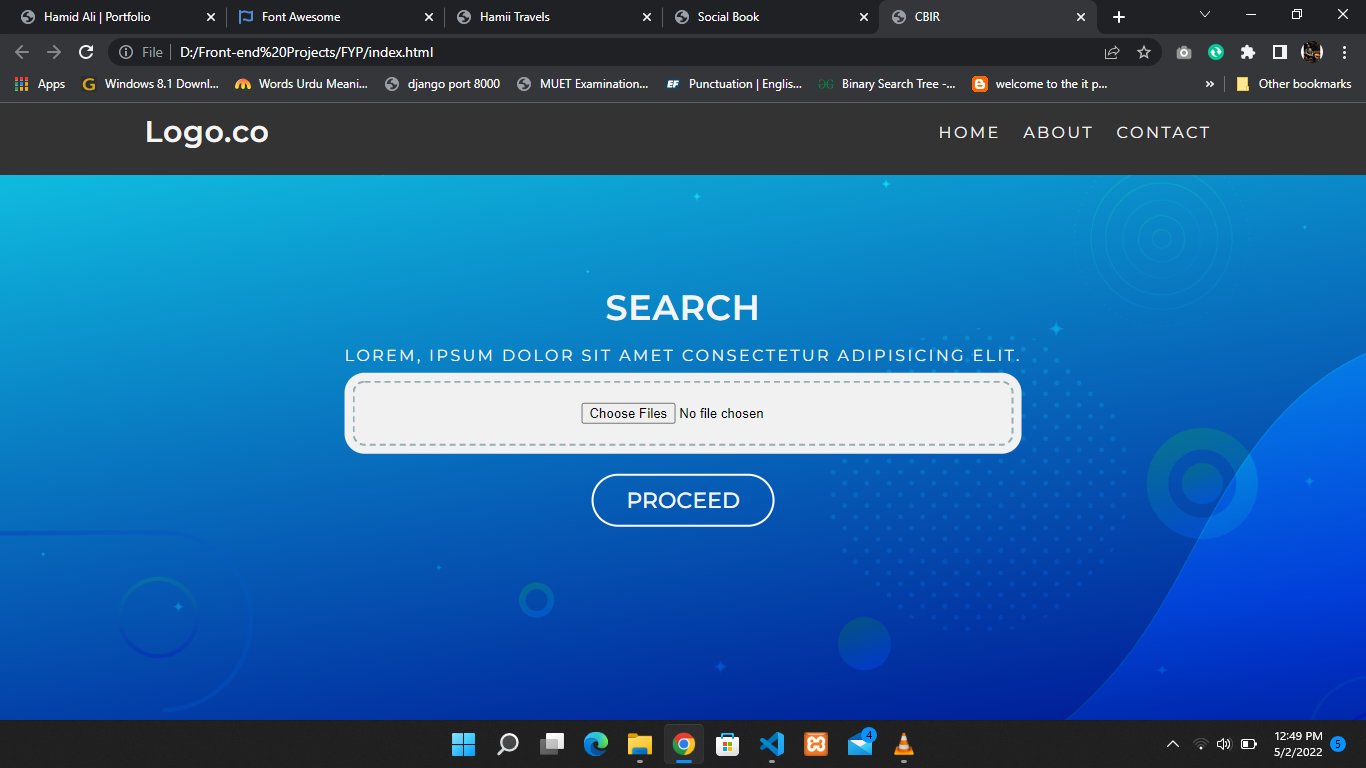 Hamid Ali | Portfolio
Font Awesome
Hamii Travels
Social Book
CBIR
File
D:/Front-end%20Projects/FYP/index.html
Apps
Windows 8.1 Downl...
Words Urdu Meani...
django port 8000
MUET Examination...
EF
Punctuation | Englis...
Binary Search Tree -...
welcome to the it p...
»
Other bookmarks
Logo.co
HOME
ABOUT
CONTACT
SEARCH
LOREM, IPSUM DOLOR SIT AMET CONSECTETUR ADIPISICING ELIT.
Choose Files No file chosen
PROCEED
4
12:49 PM
5/2/2022
5